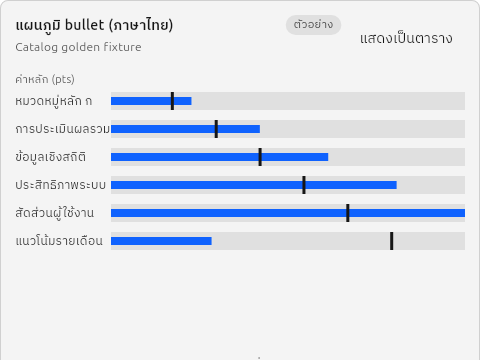 แผนภูมิ bullet (ภาษาไทย)
ตัวอย่าง
แสดงเป็นตาราง
Catalog golden fixture
ค่าหลัก (pts)
หมวดหมู่หลัก ก
การประเมินผลรวม
ข้อมูลเชิงสถิติ
ประสิทธิภาพระบบ
สัดส่วนผู้ใช้งาน
แนวโน้มรายเดือน